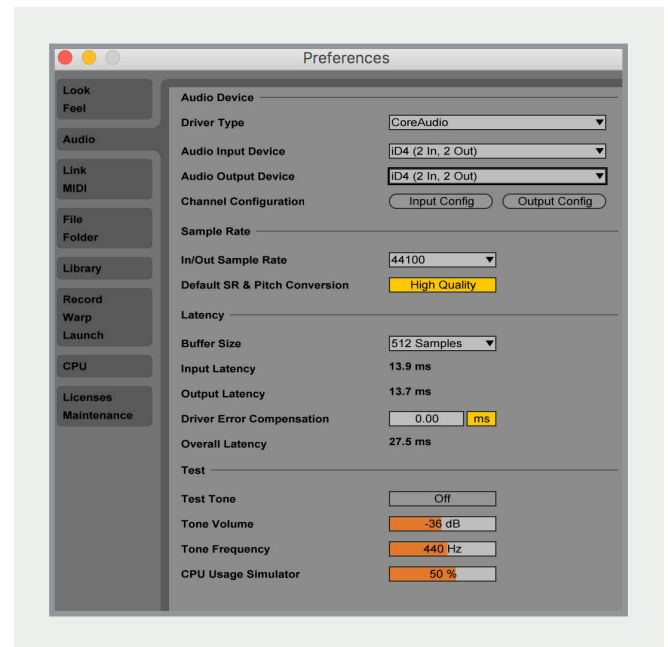 Preferences
Look
Feel
Audio
Link
MIDI
File
Folder
Library
Record
Warp
Launch
CPU
Licenses
Maintenance
Audio Device
Driver Type CoreAudio
Audio Input Device iD4 (2 In, 2 Out)
Audio Output Device iD4 (2 In, 2 Out)
Channel Configuration Input Config Output Config
Sample Rate
In/Out Sample Rate 44100
Default SR & Pitch Conversion High Quality
Latency
Buffer Size 512 Samples
Input Latency 13.9 ms
Output Latency 13.7 ms
Driver Error Compensation 0.00 ms
Overall Latency 27.5 ms
Test
Test Tone Off
Tone Volume -36 dB
Tone Frequency 440 Hz
CPU Usage Simulator 50 %